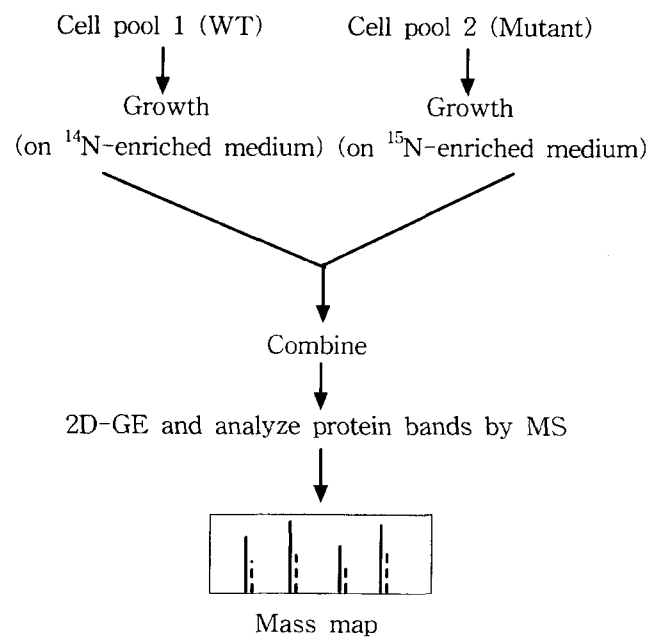 Cell pool 1 (WT) Cell pool 2 (Mutant)
Growth Growth
(on ¹⁴N-enriched medium) (on ¹⁵N-enriched medium)
Combine
2D-GE and analyze protein bands by MS
Mass map